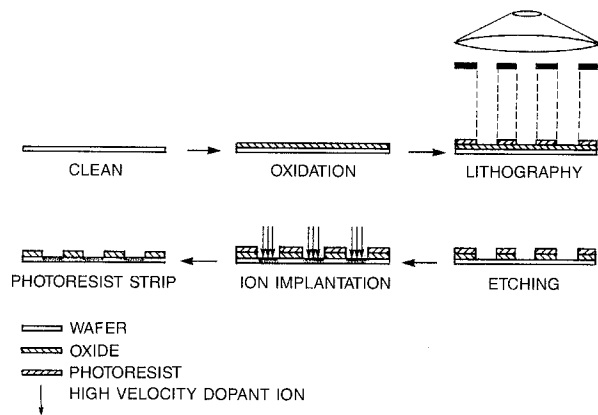 CLEAN
OXIDATION
LITHOGRAPHY
PHOTORESIST STRIP
ION IMPLANTATION
ETCHING
WAFER
OXIDE
PHOTORESIST
HIGH VELOCITY DOPANT ION